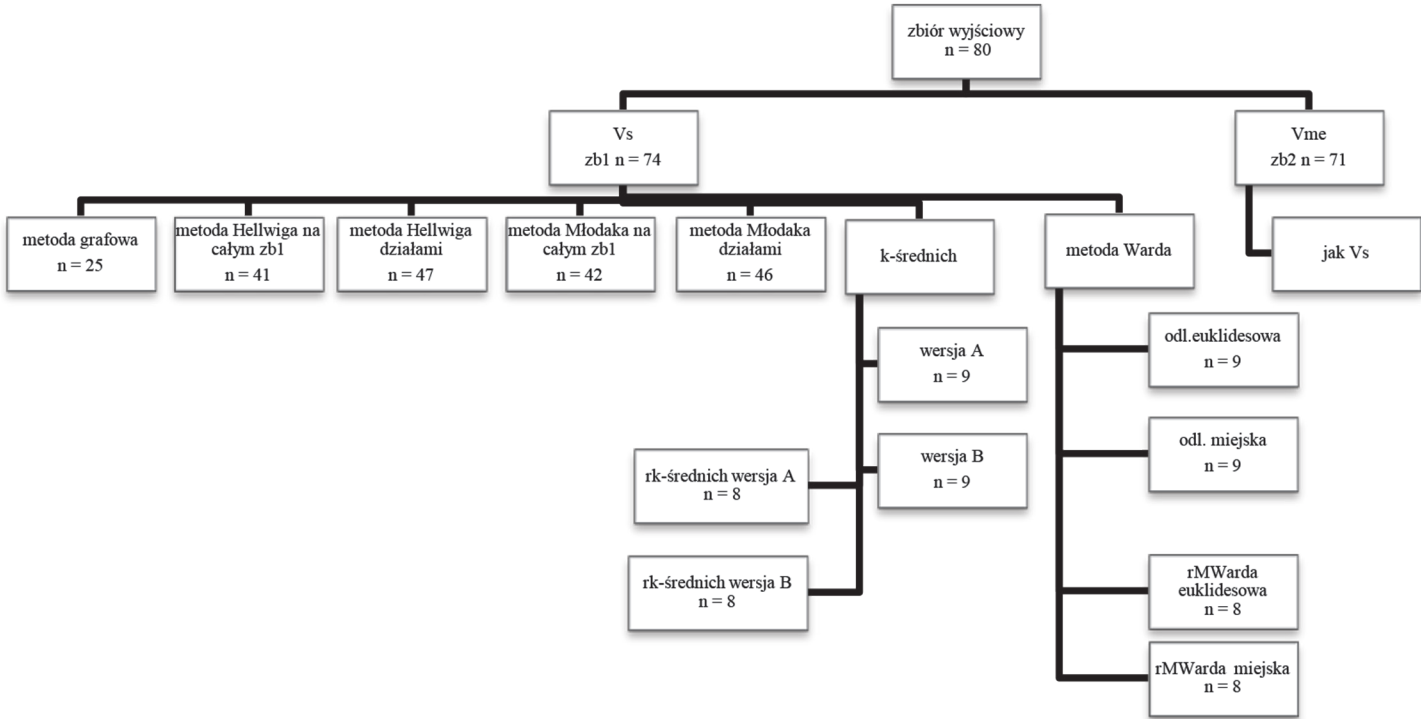 zbiór wyjściowy
n = 80
Vs
zb1 n = 74
Vme
zb2 n = 71
metoda grafowa
n = 25
metoda Hellwiga na
całym zb1
n = 41
metoda Hellwiga
działami
n = 47
metoda Młodaka na
całym zb1
n = 42
metoda Młodaka
działami
n = 46
k-średnich
metoda Warda
jak Vs
wersja A
n = 9
wersja B
n = 9
rk-średnich wersja A
n = 8
rk-średnich wersja B
n = 8
odl.euklidesowa
n = 9
odl. miejska
n = 9
rMWarda
euklidesowa
n = 8
rMWarda miejska
n = 8